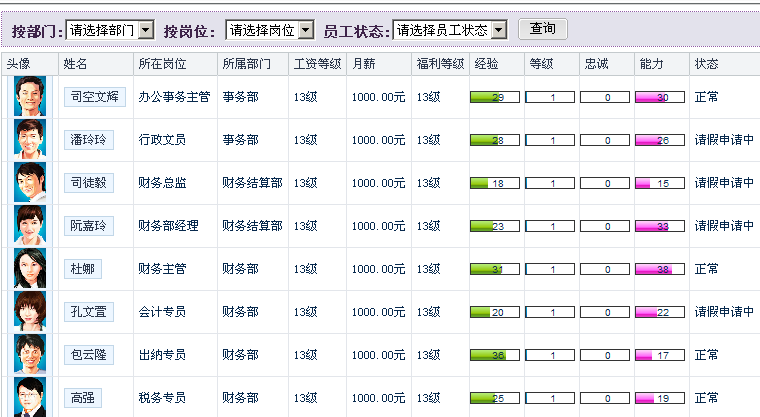 按部门: 请选择部门 按岗位: 请选择岗位 员工状态: 请选择员工状态 查询
头像 姓名 所在岗位 所属部门 工资等级 月薪 福利等级 经验 等级 忠诚 能力 状态
司空文辉 办公事务主管 事务部 13级 1000.00元 13级 29 1 0 30 正常
潘玲玲 行政文员 事务部 13级 1000.00元 13级 28 1 0 26 请假申请中
司徒毅 财务总监 财务结算部 13级 1000.00元 13级 18 1 0 15 请假申请中
阮嘉玲 财务部经理 财务结算部 13级 1000.00元 13级 23 1 0 33 请假申请中
杜娜 财务主管 财务部 13级 1000.00元 13级 31 1 0 38 正常
孔文萱 会计专员 财务部 13级 1000.00元 13级 20 1 0 22 请假申请中
包云隆 出纳专员 财务部 13级 1000.00元 13级 36 1 0 17 正常
高强 税务专员 财务部 13级 1000.00元 13级 25 1 0 19 正常